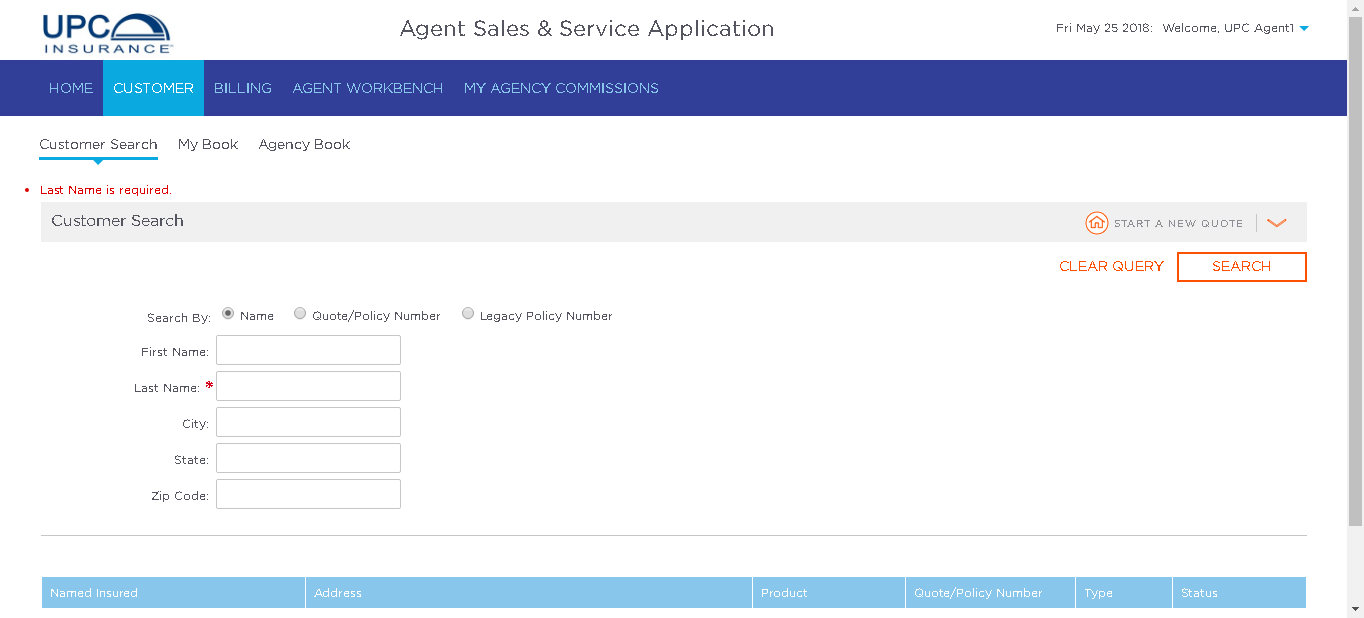 UPC
INSURANCE
Agent Sales & Service Application
Fri May 25 2018: Welcome, UPC Agent1
HOME CUSTOMER BILLING AGENT WORKBENCH MY AGENCY COMMISSIONS
Customer Search My Book Agency Book
Last Name is required.
Customer Search START A NEW QUOTE
CLEAR QUERY SEARCH
Search By: Name Quote/Policy Number Legacy Policy Number
First Name:
Last Name: *
City:
State:
Zip Code:
Named Insured Address Product Quote/Policy Number Type Status